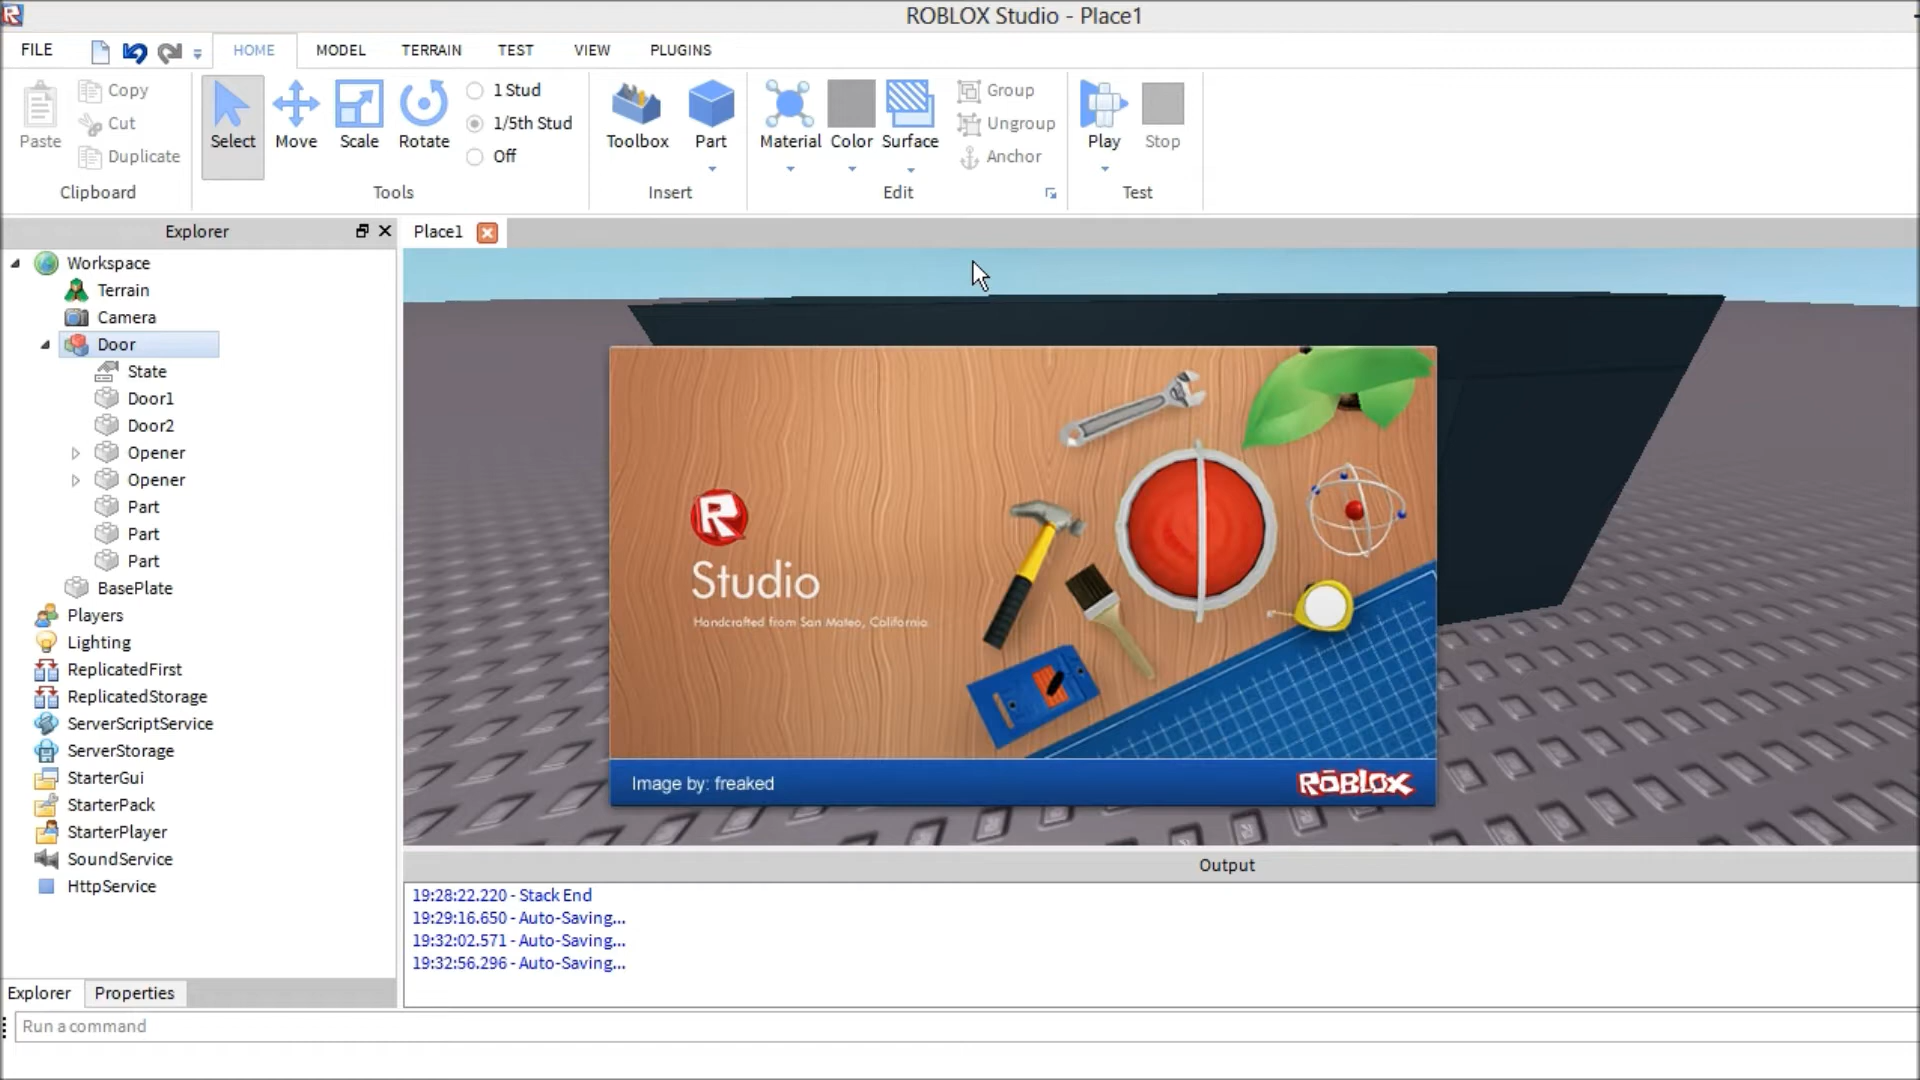 ROBLOX Studio - Place1
FILE HOME MODEL TERRAIN TEST VIEW PLUGINS
Paste
Copy
Cut
Duplicate
Clipboard
Select
Move
Scale
Rotate
1 Stud
1/5th Stud
Off
Tools
Toolbox
Part
Insert
Material
Color
Surface
Group
Ungroup
Anchor
Edit
Play
Stop
Test
Explorer
Workspace
Terrain
Camera
Door
State
Door1
Door2
Opener
Opener
Part
Part
Part
BasePlate
Players
Lighting
ReplicatedFirst
ReplicatedStorage
ServerScriptService
ServerStorage
StarterGui
StarterPack
StarterPlayer
SoundService
HttpService
Explorer Properties
Place1
R
Studio
Handcrafted from San Mateo, California
Image by: freaked
ROBLOX
Output
19:28:22.220 - Stack End
19:29:16.650 - Auto-Saving...
19:32:02.571 - Auto-Saving...
19:32:56.296 - Auto-Saving...
Run a command